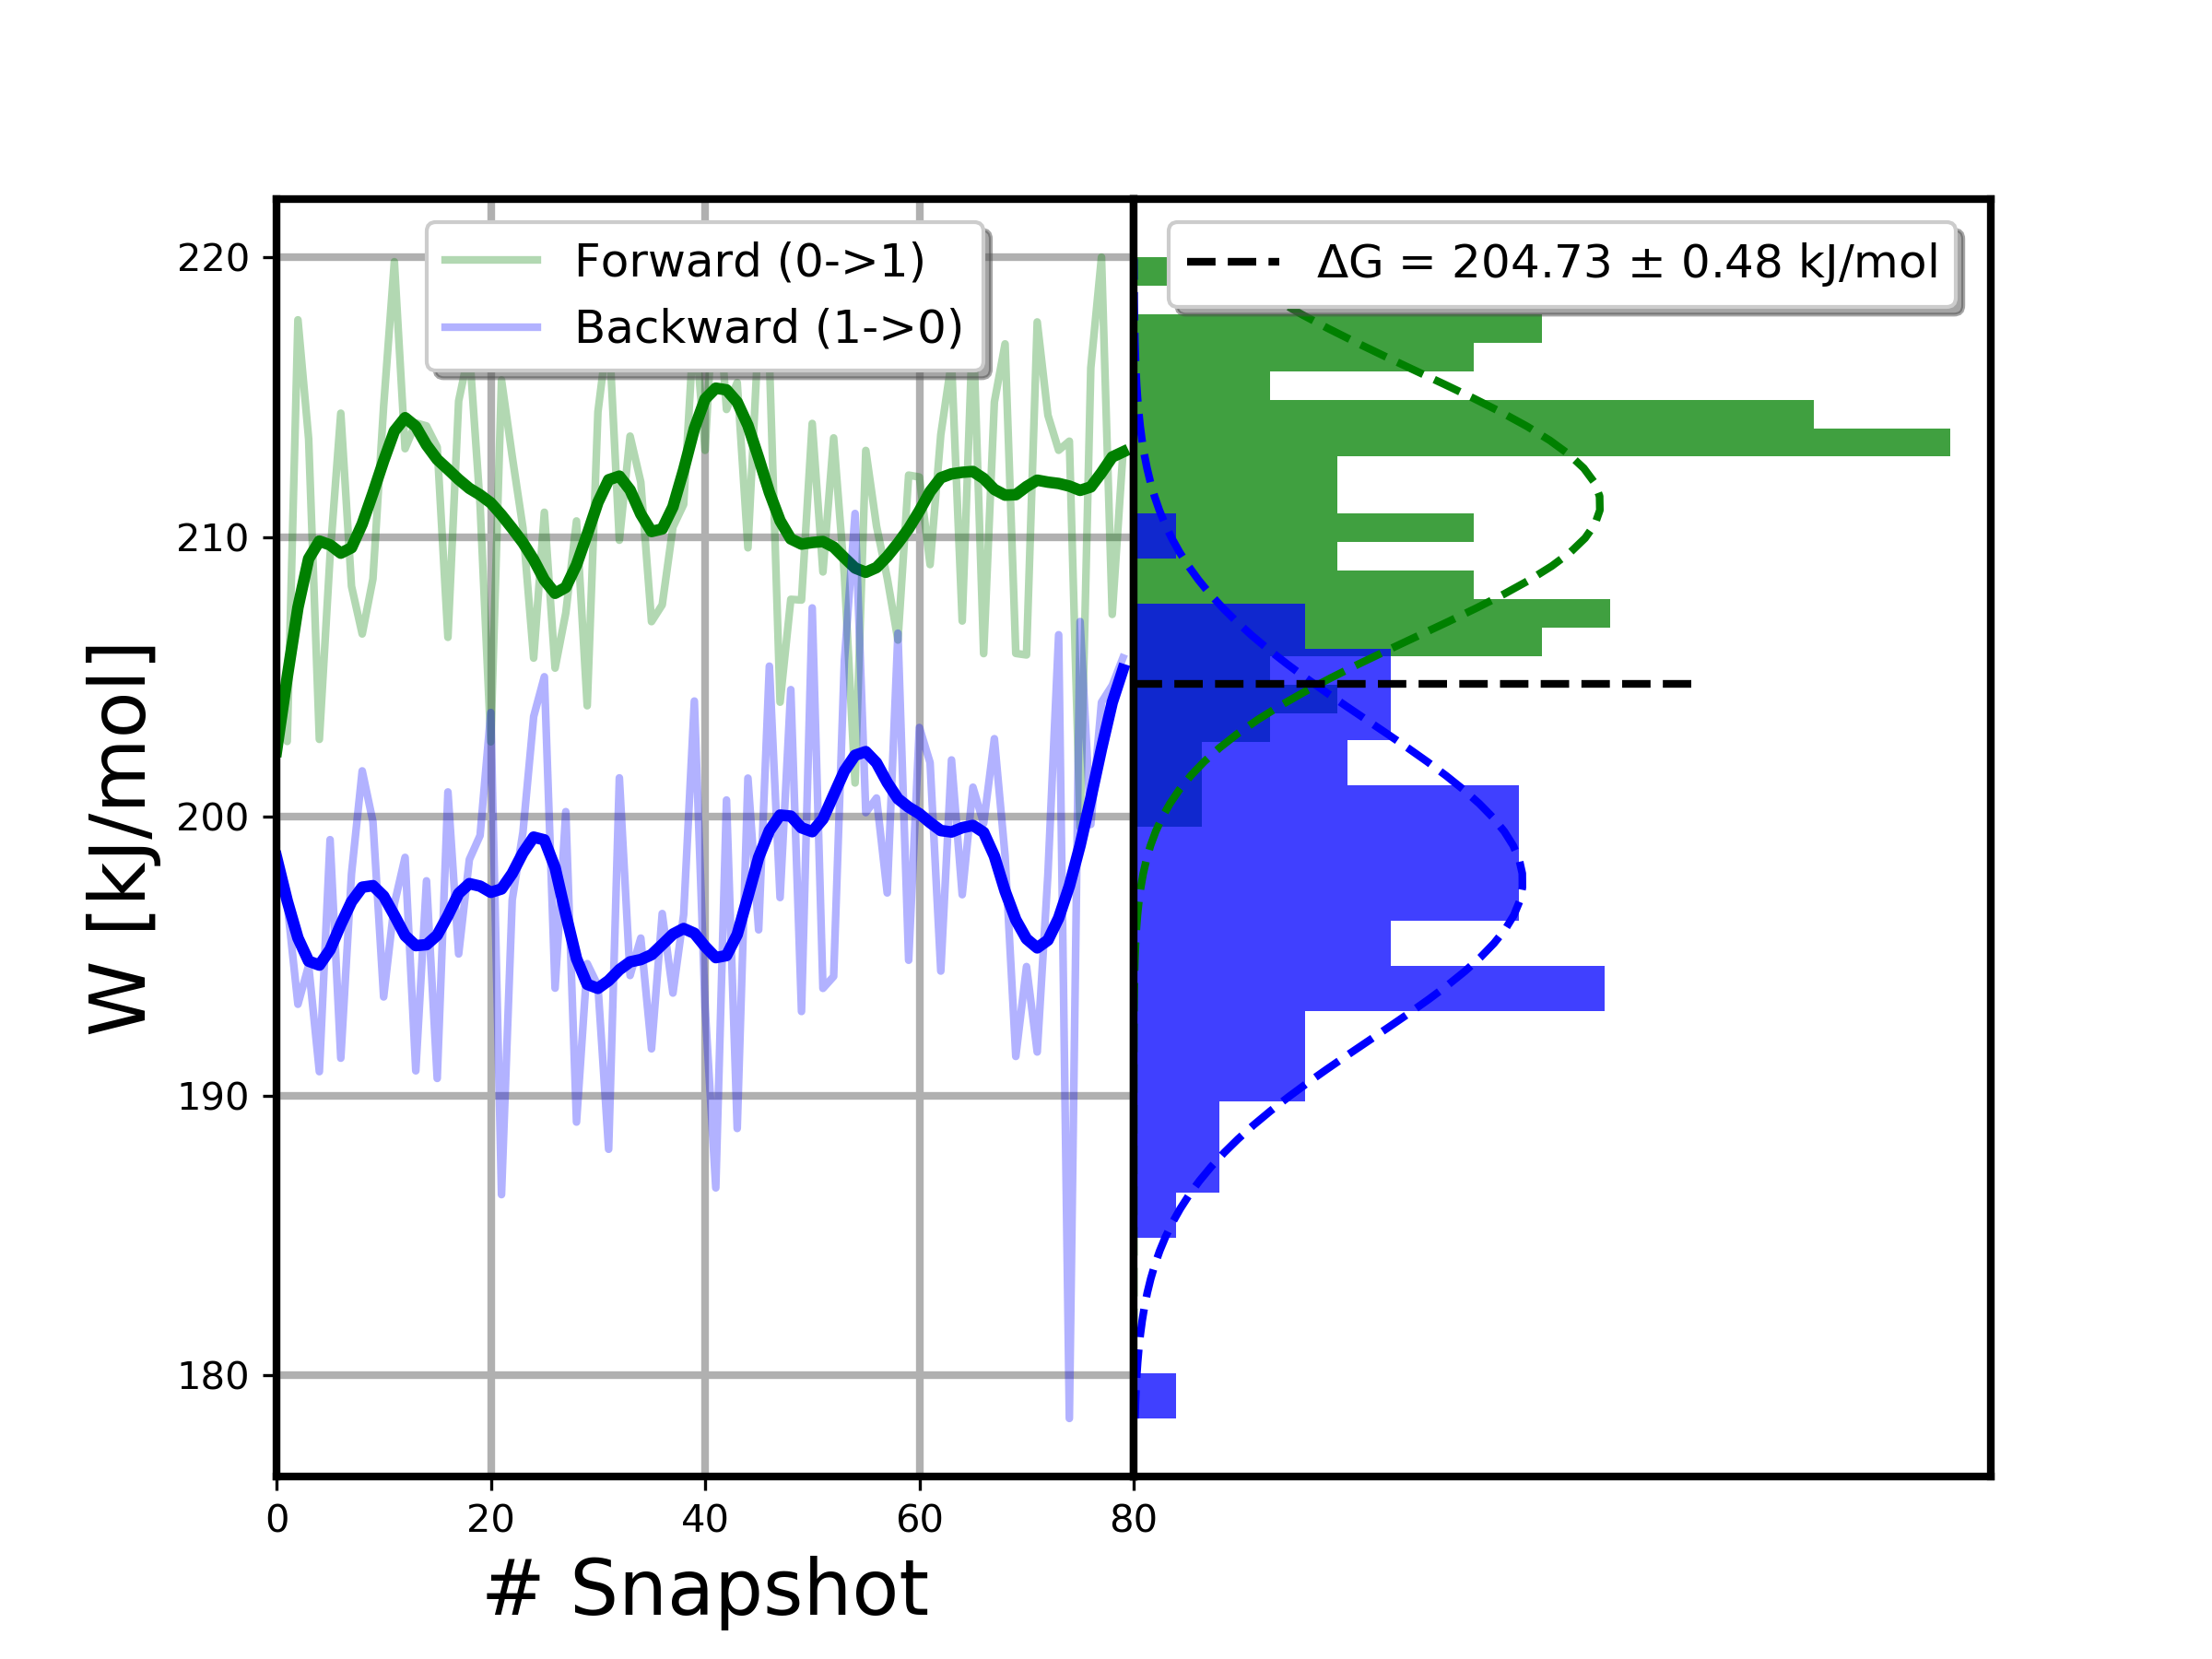 Forward (0->1)
Backward (1->0)
ΔG = 204.73 ± 0.48 kJ/mol
W [kJ/mol]
220
210
200
190
180
0 20 40 60 80
# Snapshot